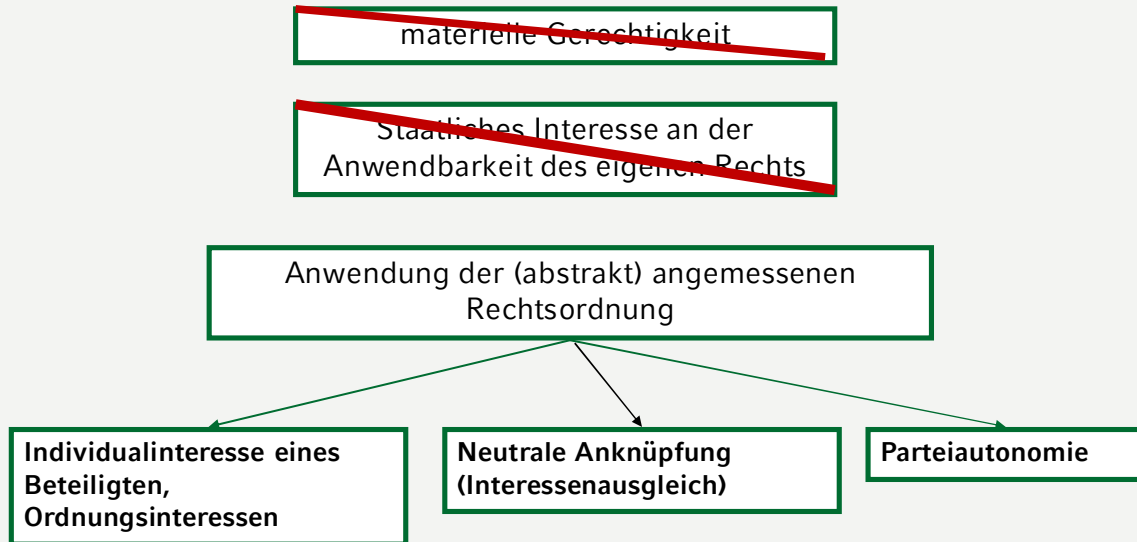 materielle Gerechtigkeit
Staatliches Interesse an der
Anwendbarkeit des eigenen Rechts
Anwendung der (abstrakt) angemessenen
Rechtsordnung
Individualinteresse eines
Beteiligten,
Ordnungsinteressen
Neutrale Anknüpfung
(Interessenausgleich)
Parteiautonomie